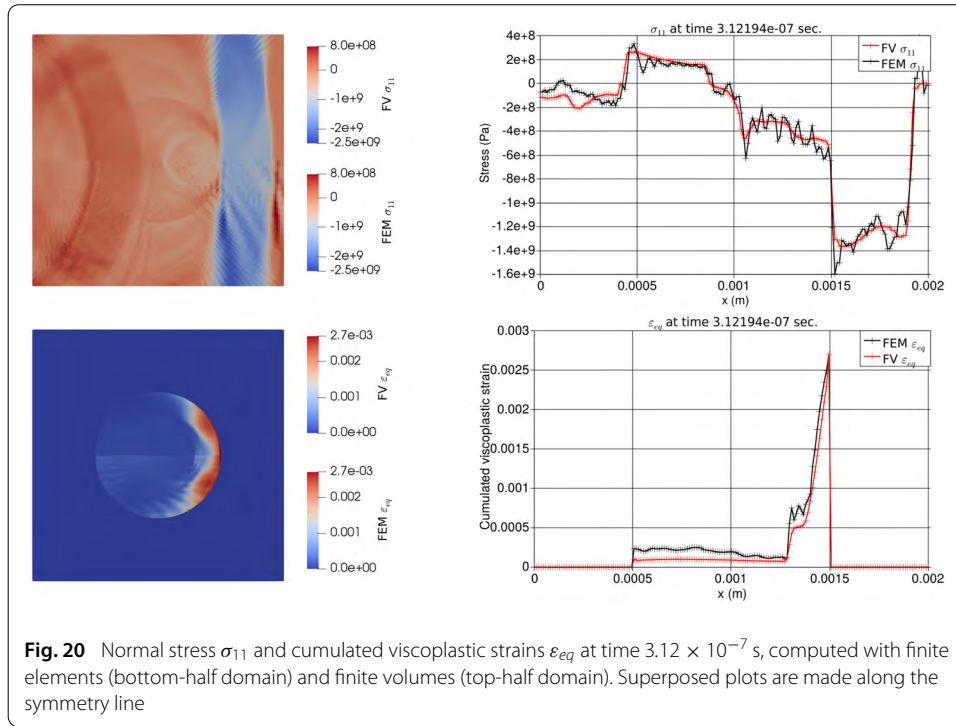 8.0e+08
0
-1e+9
-2e+9
-2.5e+09
FV σ11
8.0e+08
0
-1e+9
-2e+9
-2.5e+09
FEM σ11
σ11 at time 3.12194e-07 sec.
FV σ11
FEM σ11
4e+8
2e+8
0
-2e+8
-4e+8
-6e+8
-8e+8
-1e+9
-1.2e+9
-1.4e+9
-1.6e+9
Stress (Pa)
0
0.0005
0.001
0.0015
0.002
x (m)
2.7e-03
0.002
0.001
0.0e+00
FV εeq
2.7e-03
0.002
0.001
0.0e+00
FEM εeq
εeq at time 3.12194e-07 sec.
FEM εeq
FV εeq
0.003
0.0025
0.002
0.0015
0.001
0.0005
0
Cumulated viscoplastic strain
0
0.0005
0.001
0.0015
0.002
x (m)
Fig. 20 Normal stress σ11 and cumulated viscoplastic strains εeq at time 3.12 × 10⁻⁷ s, computed with finite
elements (bottom-half domain) and finite volumes (top-half domain). Superposed plots are made along the
symmetry line